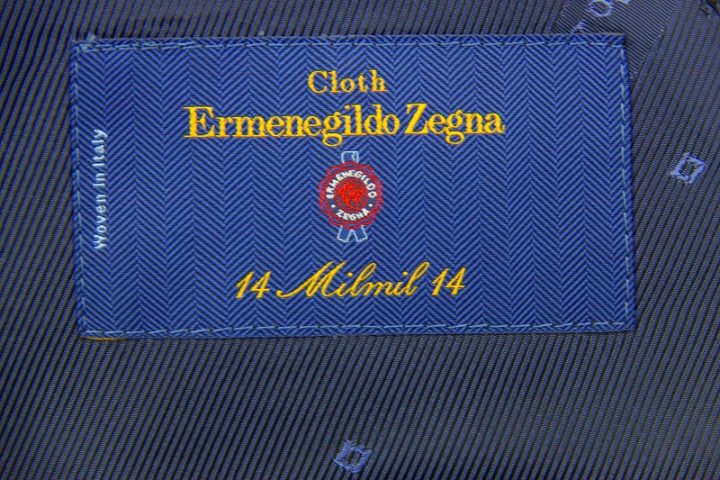 Cloth
Ermenegildo Zegna
ERMENEGILDO
ZEGNA
14 Milmil 14
Woven in Italy